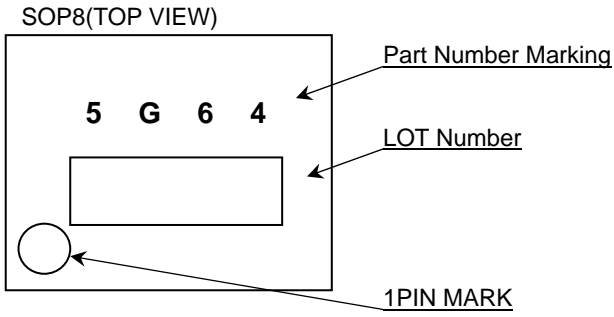 SOP8(TOP VIEW)
Part Number Marking
5 G 6 4
LOT Number
1PIN MARK